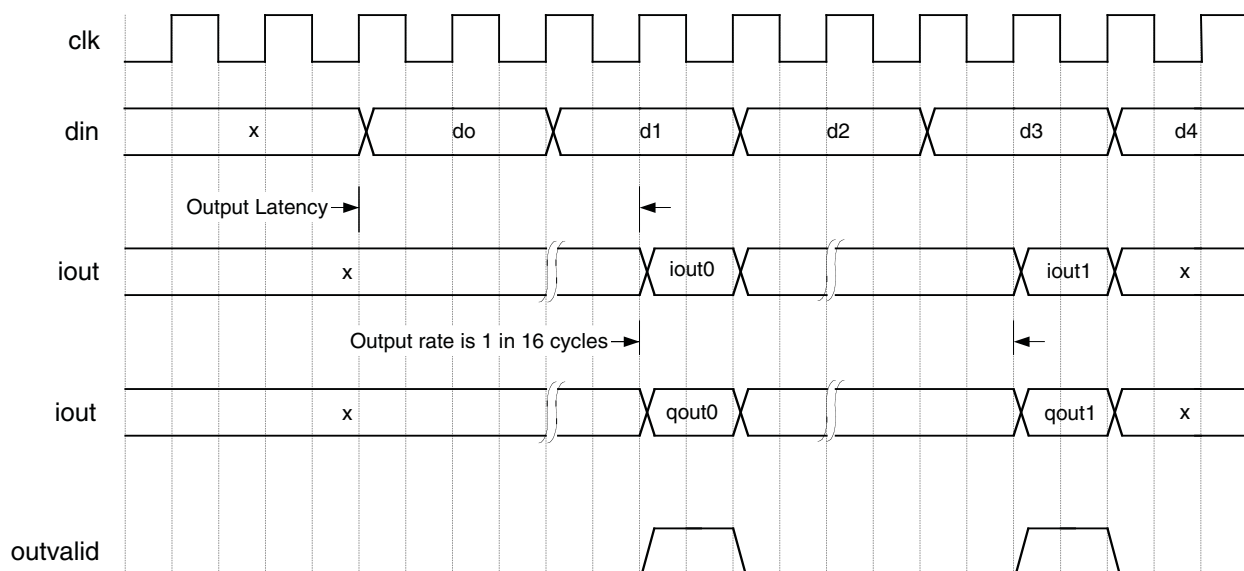 clk
din x do d1 d2 d3 d4
Output Latency
iout x iout0 iout1 x
Output rate is 1 in 16 cycles
iout x qout0 qout1 x
outvalid